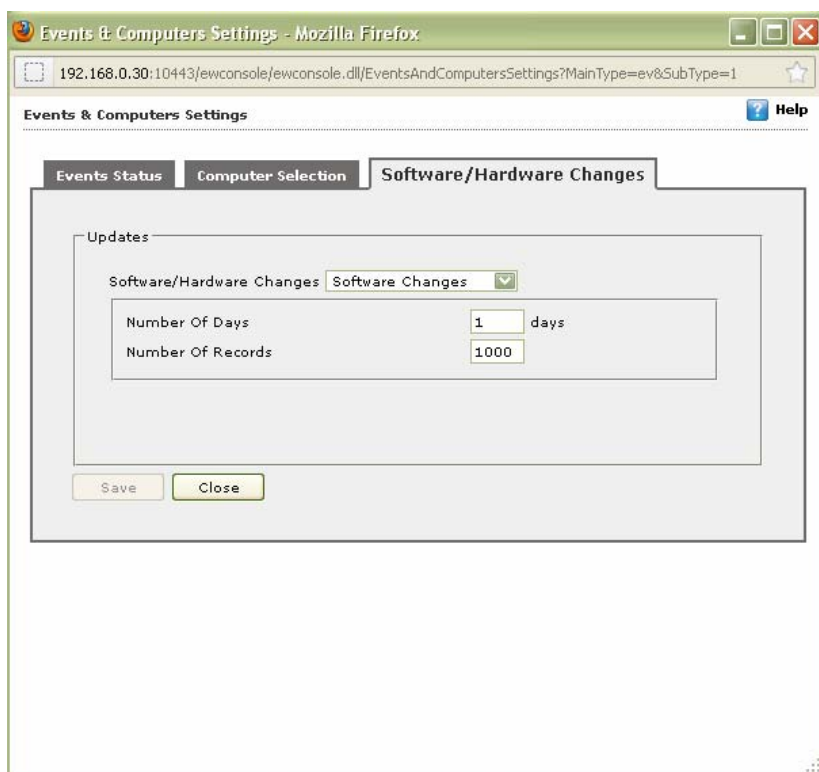 Events & Computers Settings - Mozilla Firefox
192.168.0.30:10443/ewconsole/ewconsole.dll/EventsAndComputersSettings?MainType=ev&SubType=1
Events & Computers Settings
? Help
Events Status Computer Selection Software/Hardware Changes
Updates
Software/Hardware Changes Software Changes
Number Of Days 1 days
Number Of Records 1000
Save Close